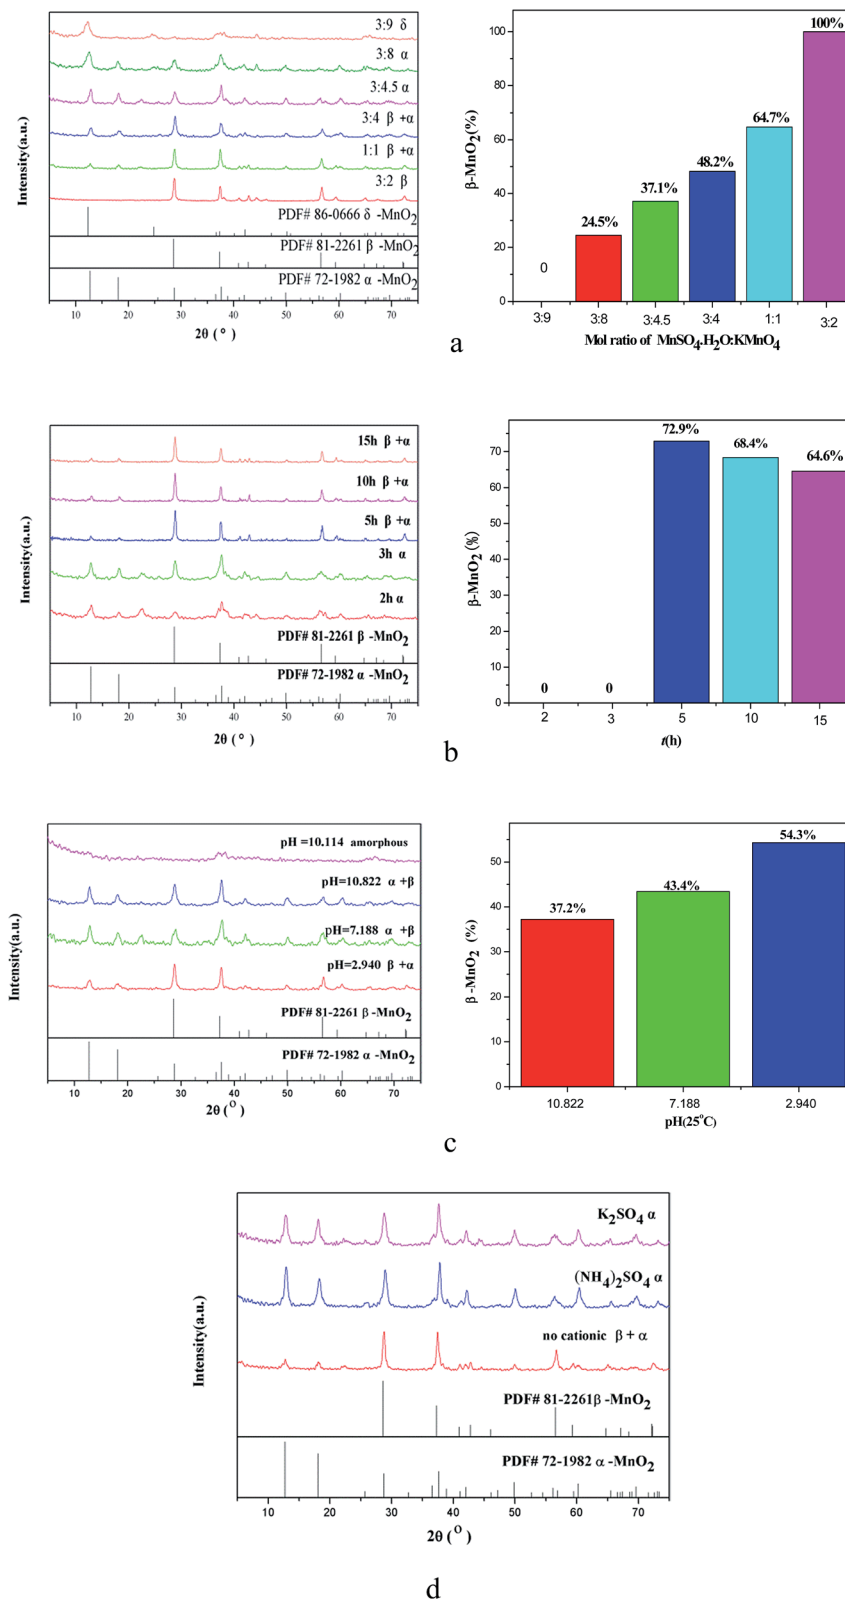 3:9 δ
3:8 α
3:4.5 α
3:4 β +α
1:1 β +α
3:2 β
PDF# 86-0666 δ -MnO2
PDF# 81-2261 β -MnO2
PDF# 72-1982 α -MnO2
Intensity(a.u.)
10 20 30 40 50 60 70
2θ ( ° )
100%
64.7%
48.2%
37.1%
24.5%
0
β-MnO2(%)
100
80
60
40
20
0
3:9 3:8 3:4.5 3:4 1:1 3:2
Mol ratio of MnSO4.H2O:KMnO4
a
15h β +α
10h β +α
5h β +α
3h α
2h α
PDF# 81-2261 β -MnO2
PDF# 72-1982 α -MnO2
Intensity(a.u.)
10 20 30 40 50 60 70
2θ ( ° )
72.9%
68.4%
64.6%
0 0
β-MnO2 (%)
70
60
50
40
30
20
10
0
2 3 5 10 15
t(h)
b
pH =10.114 amorphous
pH=10.822 α +β
pH=7.188 α +β
pH=2.940 β +α
PDF# 81-2261 β -MnO2
PDF# 72-1982 α -MnO2
Intensity(a.u.)
10 20 30 40 50 60 70
2θ (O)
54.3%
43.4%
37.2%
β -MnO2 (%)
50
40
30
20
10
0
10.822 7.188 2.940
pH(25°C)
c
K2SO4 α
(NH4)2SO4 α
no cationic β + α
PDF# 81-2261β -MnO2
PDF# 72-1982 α -MnO2
Intensity(a.u.)
10 20 30 40 50 60 70
2θ (O)
d